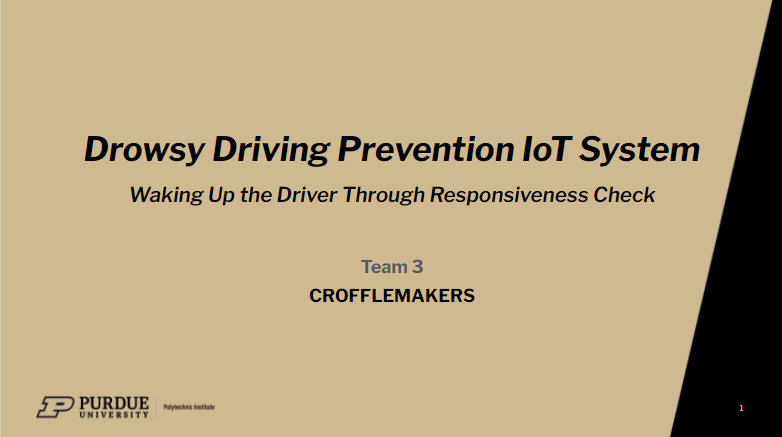 Drowsy Driving Prevention IoT System
Waking Up the Driver Through Responsiveness Check
Team 3
CROFFLEMAKERS
PURDUE
UNIVERSITY
Polytechnic Institute
1